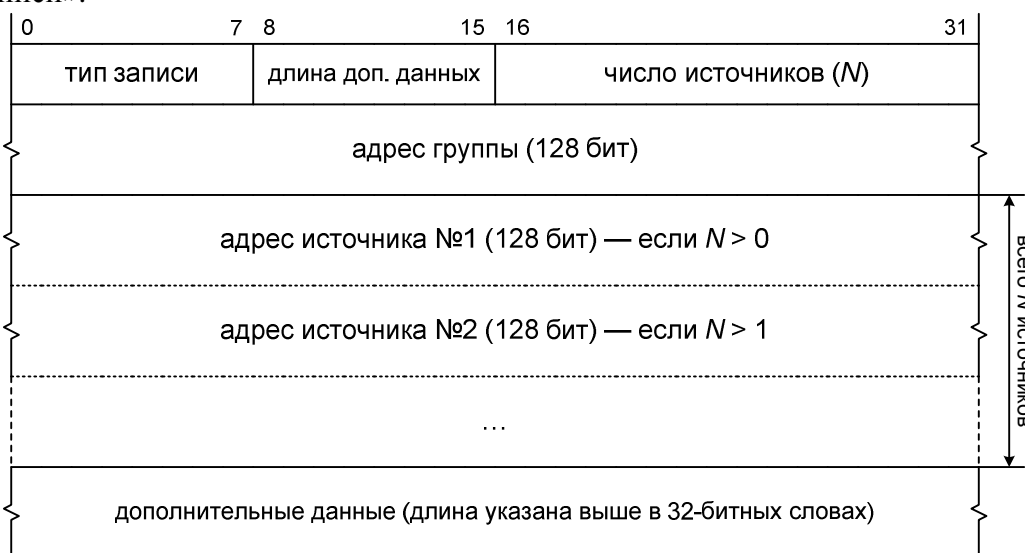 0 7 8 15 16 31
тип записи длина доп. данных число источников (N)
адрес группы (128 бит)
адрес источника №1 (128 бит) — если N > 0
адрес источника №2 (128 бит) — если N > 1
всего N источников
…
дополнительные данные (длина указана выше в 32-битных словах)